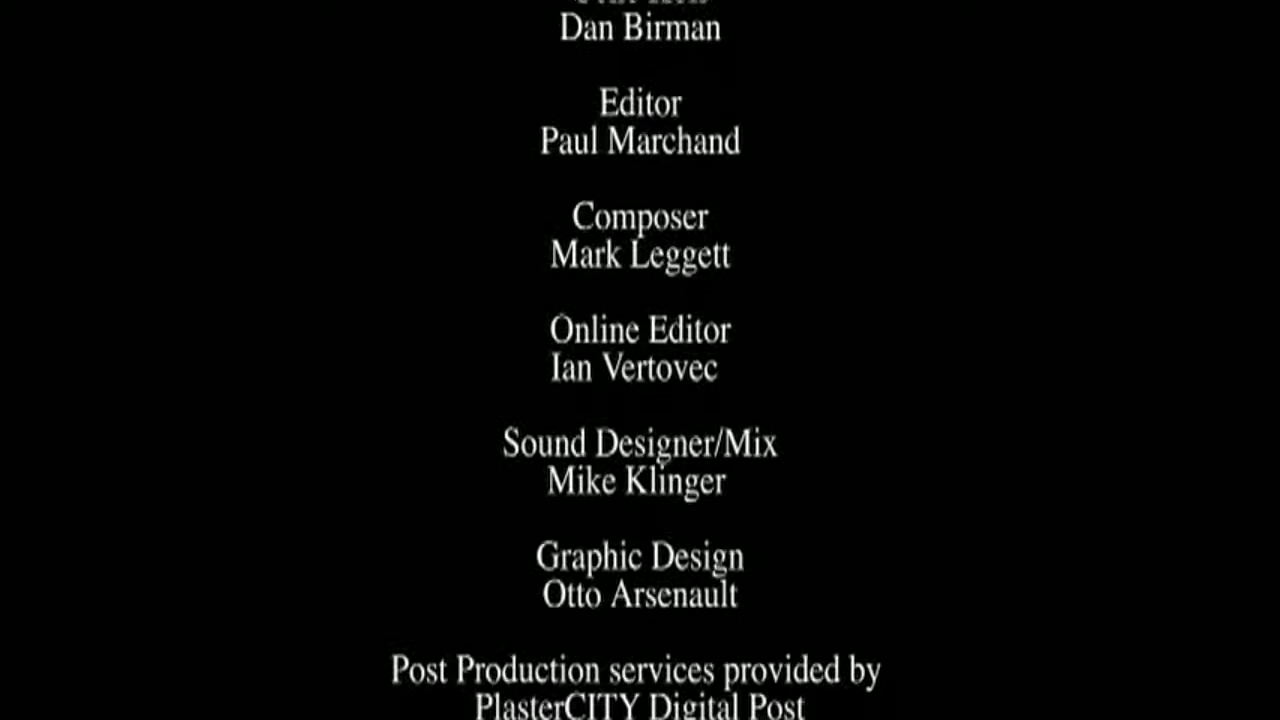 Dan Birman
Editor
Paul Marchand
Composer
Mark Leggett
Online Editor
Ian Vertovec
Sound Designer/Mix
Mike Klinger
Graphic Design
Otto Arsenault
Post Production services provided by
PlasterCITY Digital Post